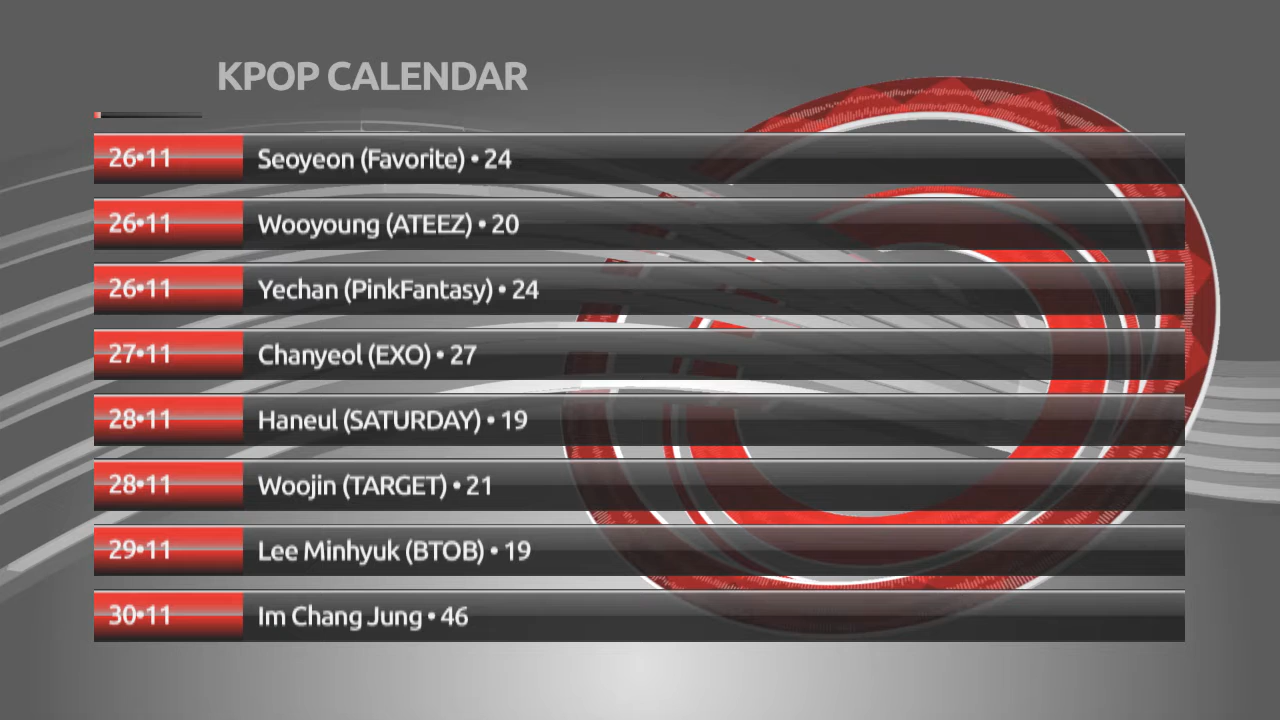 KPOP CALENDAR
26•11 Seoyeon (Favorite) • 24
26•11 Wooyoung (ATEEZ) • 20
26•11 Yechan (PinkFantasy) • 24
27•11 Chanyeol (EXO) • 27
28•11 Haneul (SATURDAY) • 19
28•11 Woojin (TARGET) • 21
29•11 Lee Minhyuk (BTOB) • 19
30•11 Im Chang Jung • 46